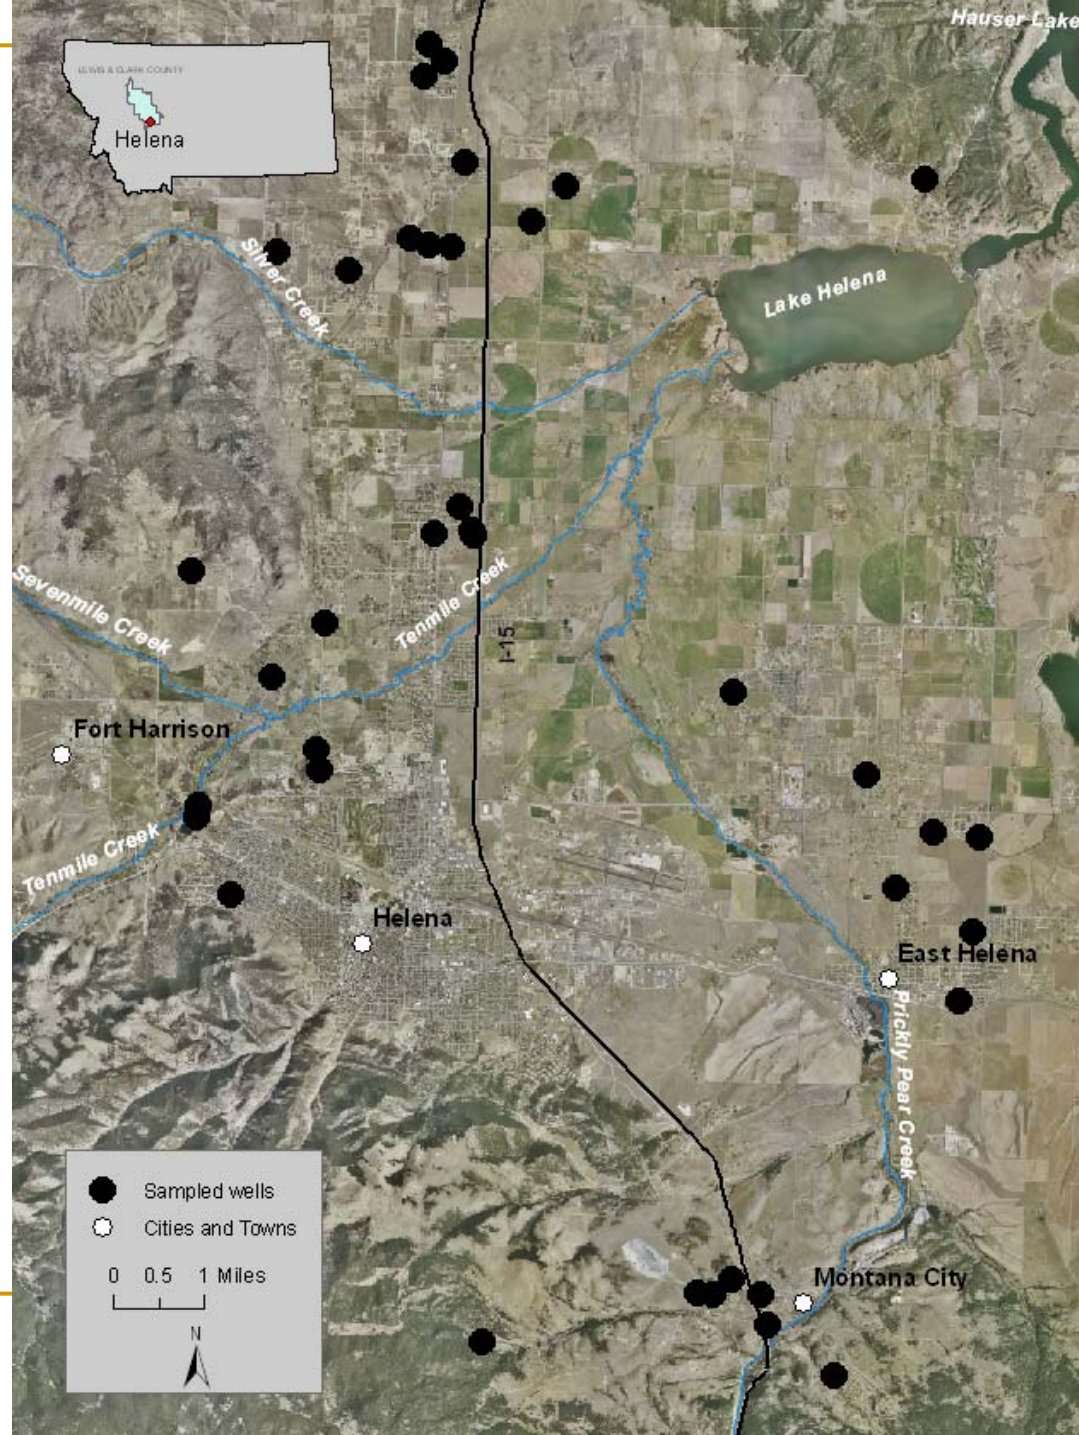 Hauser Lake
LEWIS & CLARK COUNTY
Helena
Silver Creek
Lake Helena
Sevenmile Creek
Tenmile Creek
I-15
Fort Harrison
Tenmile Creek
Helena
East Helena
Prickly Pear Creek
Sampled wells
Cities and Towns
0 0.5 1 Miles
N
Montana City